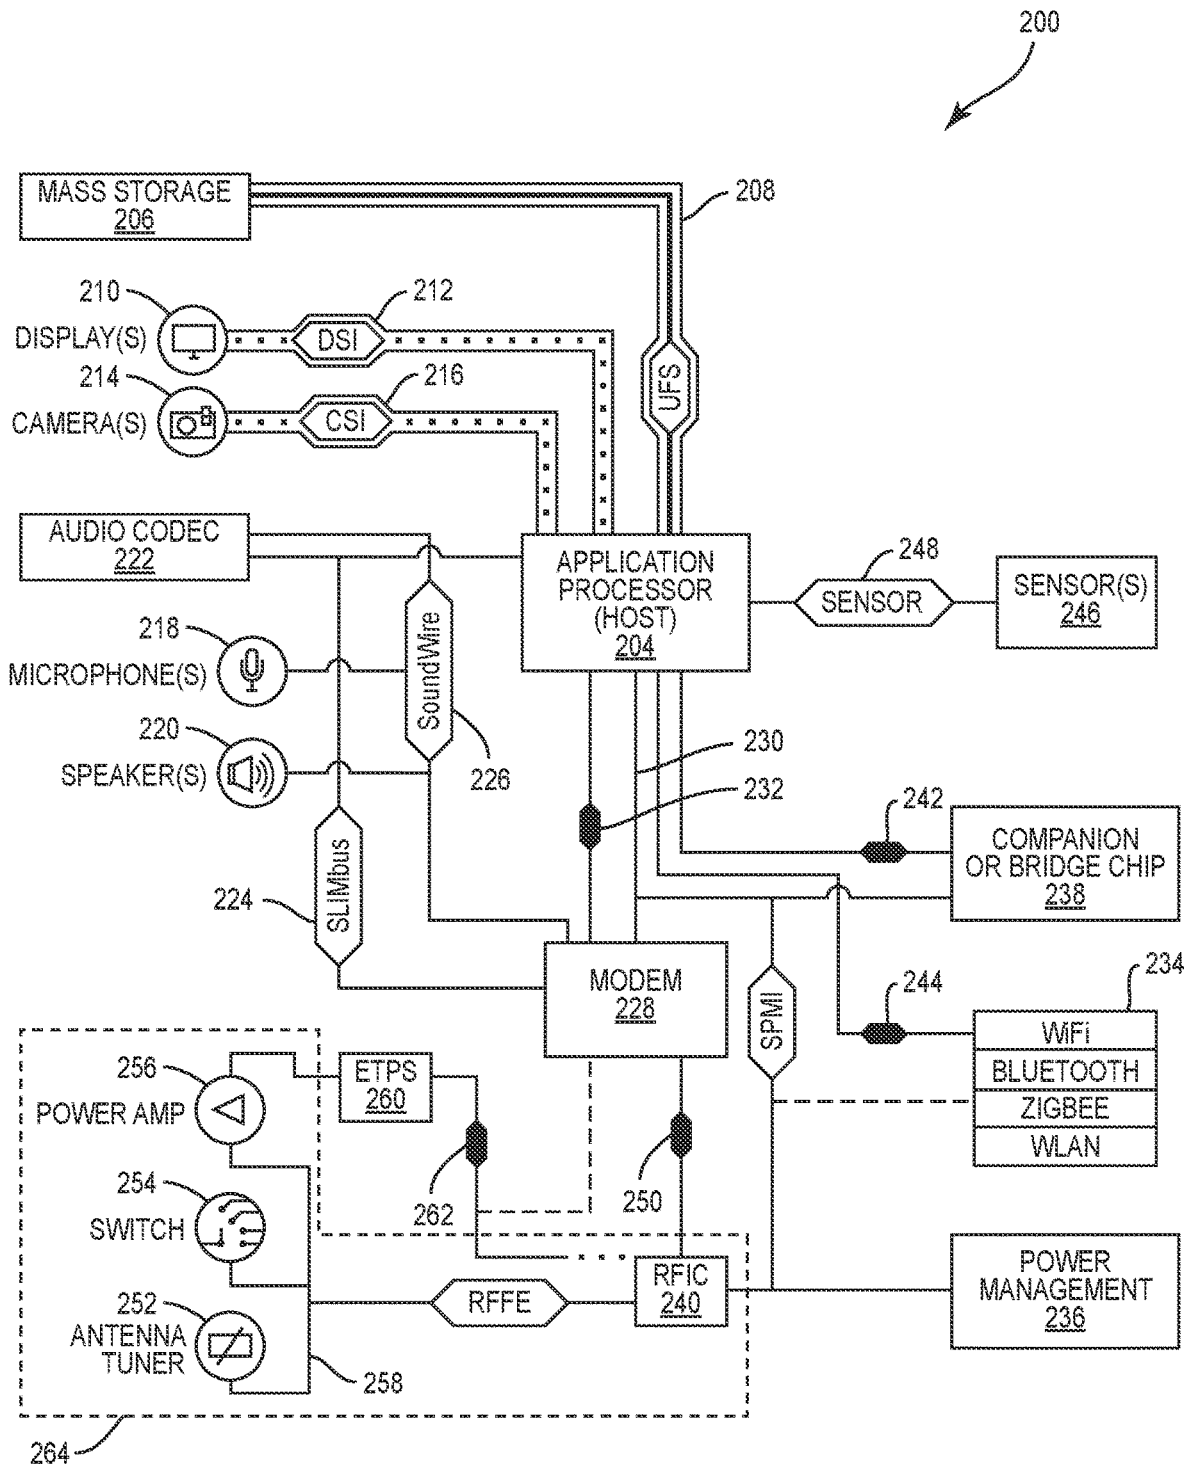 200
MASS STORAGE
206
208
210
212
DISPLAY(S)
DSI
214
216
UFS
CAMERA(S)
CSI
AUDIO CODEC
222
APPLICATION
PROCESSOR
(HOST)
204
248
SENSOR
SENSOR(S)
246
218
MICROPHONE(S)
SoundWire
220
SPEAKER(S)
226
230
232
242
COMPANION
OR BRIDGE CHIP
238
SLIMbus
224
MODEM
228
SPMI
244
234
WiFi
BLUETOOTH
ZIGBEE
WLAN
256
POWER AMP
ETPS
260
254
SWITCH
262
250
RFIC
240
RFFE
POWER
MANAGEMENT
236
252
ANTENNA
TUNER
258
264